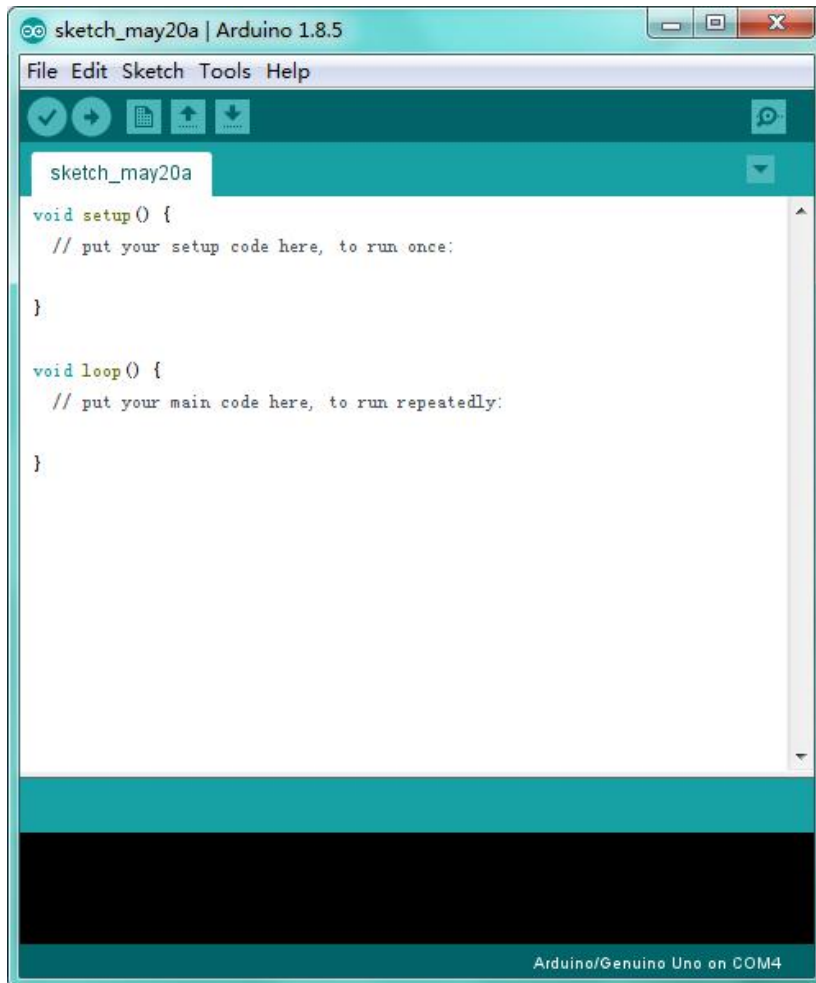 sketch_may20a | Arduino 1.8.5
File Edit Sketch Tools Help
sketch_may20a
void setup() {
  // put your setup code here, to run once:
}
void loop() {
  // put your main code here, to run repeatedly:
}
Arduino/Genuino Uno on COM4